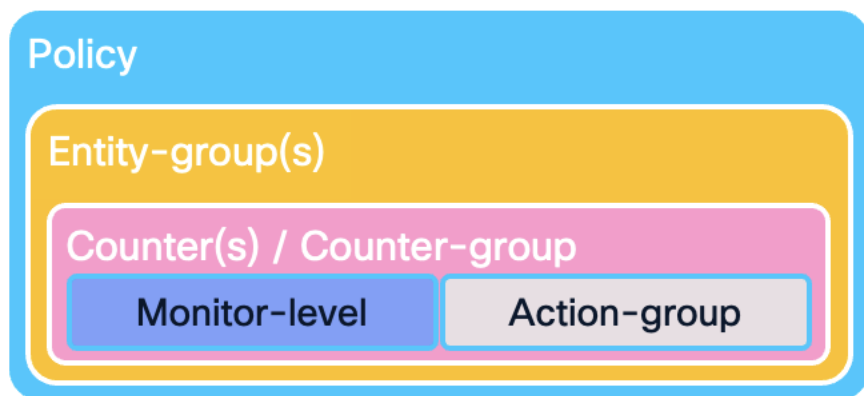 Policy
Entity-group(s)
Counter(s) / Counter-group
Monitor-level
Action-group